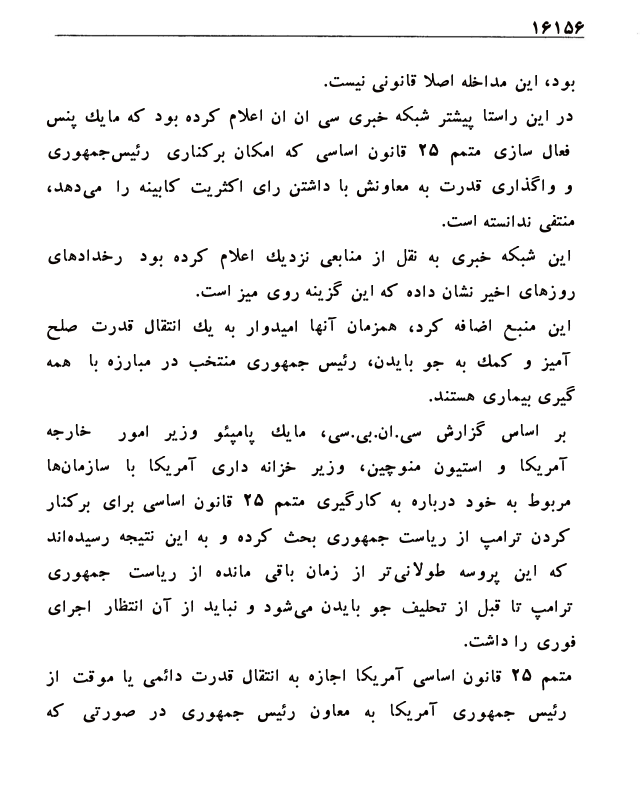 ۱۶۱۵۶
بود، این مداخله اصلا قانونی نیست.
در این راستا پیشتر شبکه خبری سی ان ان اعلام کرده بود که مایك پنس
فعال سازی متمم ۲۵ قانون اساسی که امکان برکناری رئیس‌جمهوری
و واگذاری قدرت به معاونش با داشتن رای اکثریت کابینه را می‌دهد،
منتفی ندانسته است.
این شبکه خبری به نقل از منابعی نزدیك اعلام کرده بود رخدادهای
روزهای اخیر نشان داده که این گزینه روی میز است.
این منبع اضافه کرد، همزمان آنها امیدوار به یك انتقال قدرت صلح
آمیز و کمك به جو بایدن، رئیس جمهوری منتخب در مبارزه با همه
گیری بیماری هستند.
بر اساس گزارش سی.ان.بی.سی، مایك پامپئو وزیر امور خارجه
آمریکا و استیون منوچین، وزیر خزانه داری آمریکا با سازمان‌ها
مربوط به خود درباره به کارگیری متمم ۲۵ قانون اساسی برای برکنار
کردن ترامپ از ریاست جمهوری بحث کرده و به این نتیجه رسیده‌اند
که این پروسه طولانی‌تر از زمان باقی مانده از ریاست جمهوری
ترامپ تا قبل از تحلیف جو بایدن می‌شود و نباید از آن انتظار اجرای
فوری را داشت.
متمم ۲۵ قانون اساسی آمریکا اجازه به انتقال قدرت دائمی یا موقت از
رئیس جمهوری آمریکا به معاون رئیس جمهوری در صورتی که